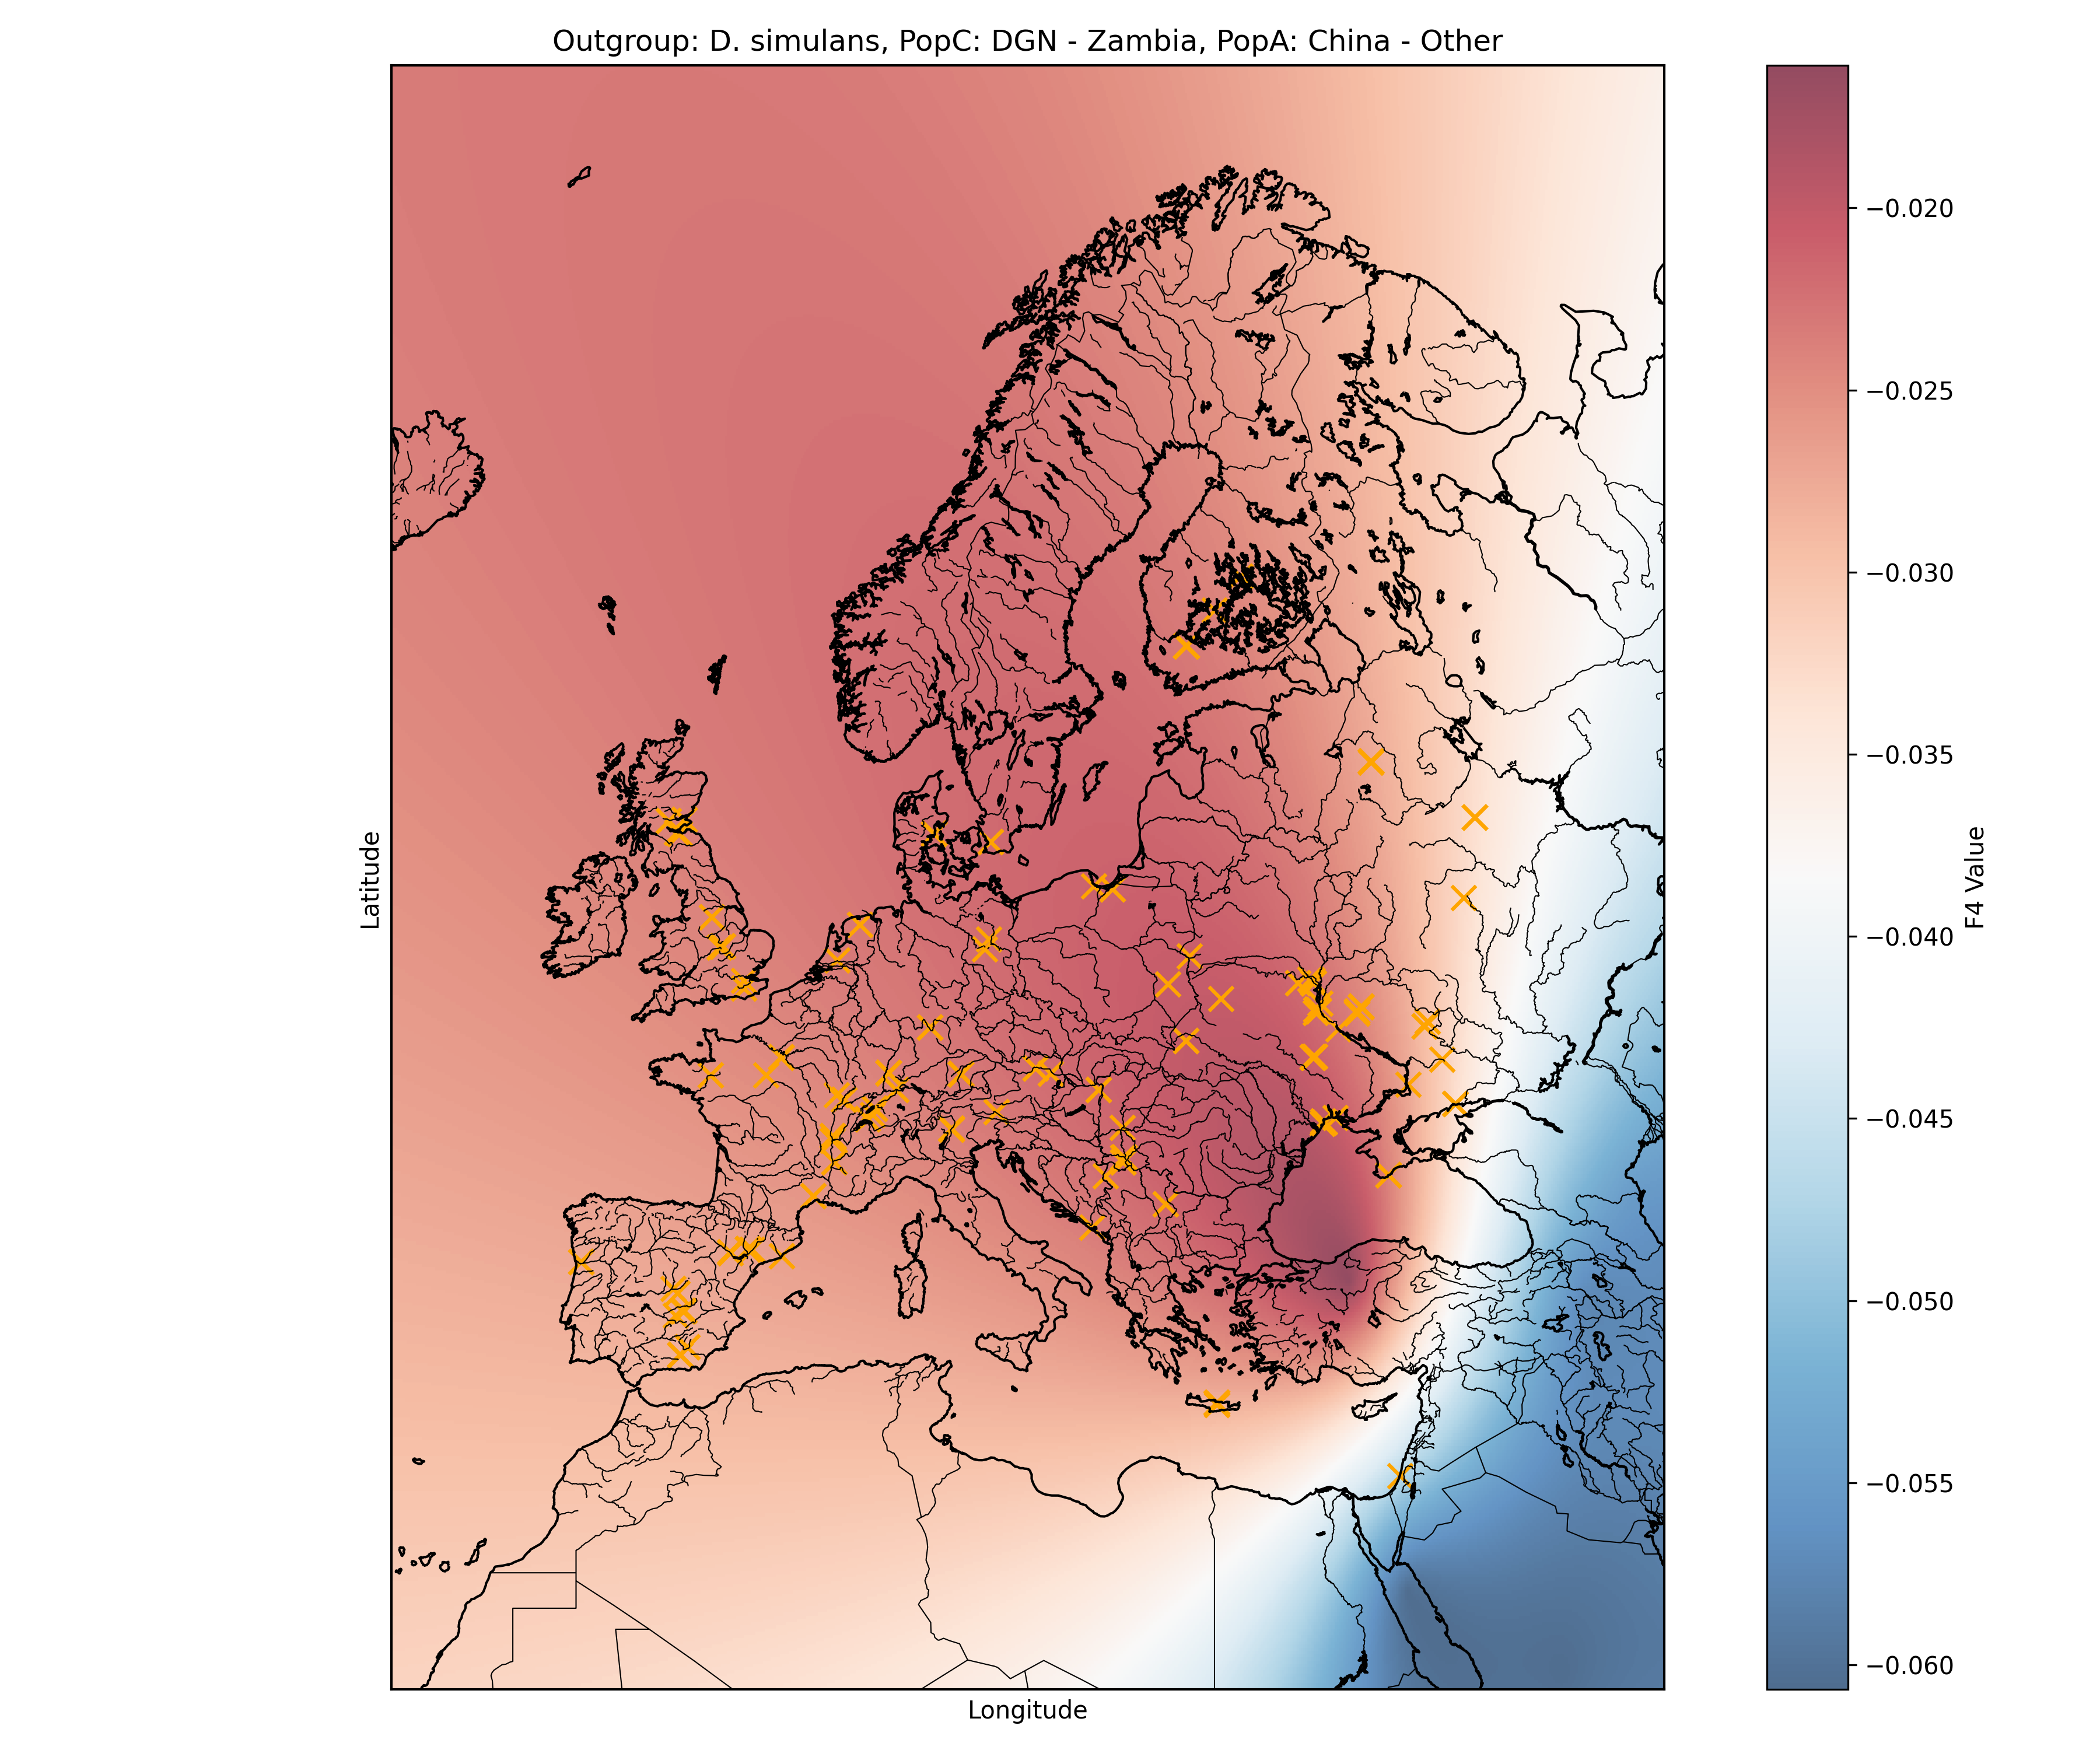 Outgroup: D. simulans, PopC: DGN - Zambia, PopA: China - Other
Latitude
Longitude
−0.020
−0.025
−0.030
−0.035
−0.040
−0.045
−0.050
−0.055
−0.060
F4 Value